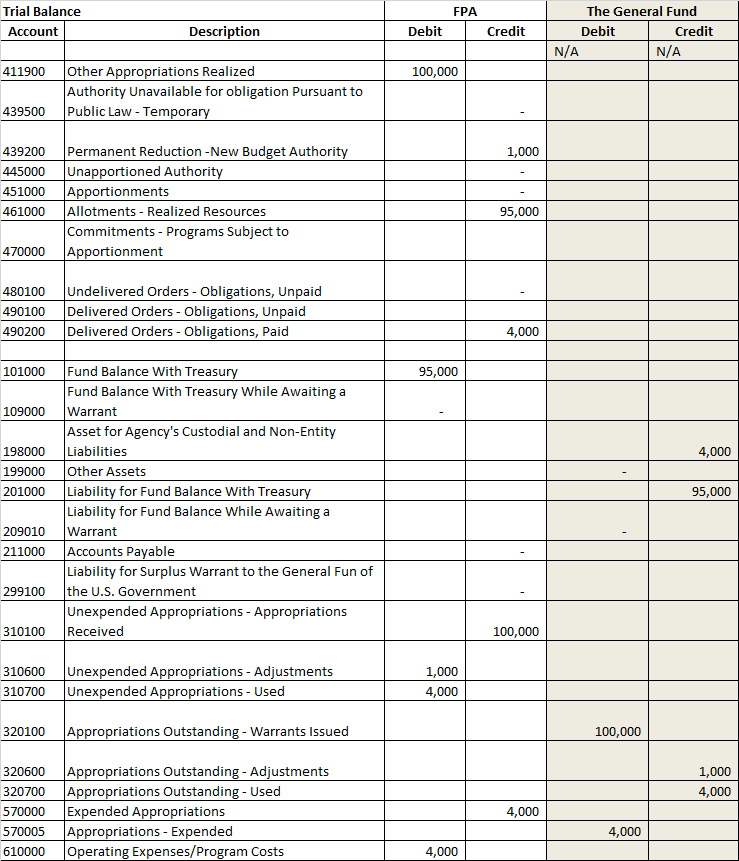 Trial Balance FPA The General Fund
Account Description Debit Credit Debit Credit
N/A N/A
411900 Other Appropriations Realized 100,000
Authority Unavailable for obligation Pursuant to
439500 Public Law - Temporary -
439200 Permanent Reduction -New Budget Authority 1,000
445000 Unapportioned Authority -
451000 Apportionments -
461000 Allotments - Realized Resources 95,000
Commitments - Programs Subject to
470000 Apportionment
480100 Undelivered Orders - Obligations, Unpaid -
490100 Delivered Orders - Obligations, Unpaid
490200 Delivered Orders - Obligations, Paid 4,000
101000 Fund Balance With Treasury 95,000
Fund Balance With Treasury While Awaiting a
109000 Warrant -
Asset for Agency's Custodial and Non-Entity
198000 Liabilities 4,000
199000 Other Assets -
201000 Liability for Fund Balance With Treasury 95,000
Liability for Fund Balance While Awaiting a
209010 Warrant -
211000 Accounts Payable -
Liability for Surplus Warrant to the General Fun of
299100 the U.S. Government -
Unexpended Appropriations - Appropriations
310100 Received 100,000
310600 Unexpended Appropriations - Adjustments 1,000
310700 Unexpended Appropriations - Used 4,000
320100 Appropriations Outstanding - Warrants Issued 100,000
320600 Appropriations Outstanding - Adjustments 1,000
320700 Appropriations Outstanding - Used 4,000
570000 Expended Appropriations 4,000
570005 Appropriations - Expended 4,000
610000 Operating Expenses/Program Costs 4,000